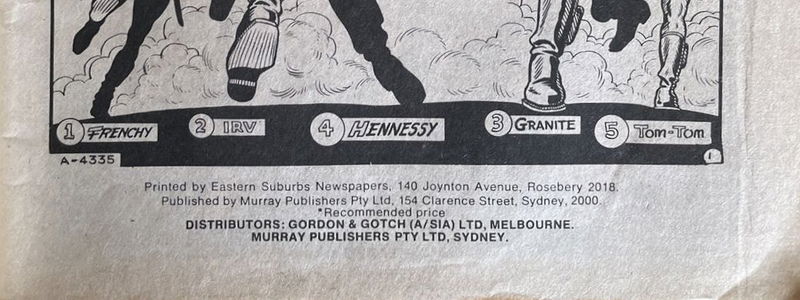 1 FRENCHY 2 IRV 4 HENNESSY 3 GRANITE 5 TOM-TOM
A-4335 1
Printed by Eastern Suburbs Newspapers, 140 Joynton Avenue, Rosebery 2018.
Published by Murray Publishers Pty Ltd, 154 Clarence Street, Sydney, 2000.
*Recommended price
DISTRIBUTORS: GORDON & GOTCH (A/SIA) LTD, MELBOURNE.
MURRAY PUBLISHERS PTY LTD, SYDNEY.